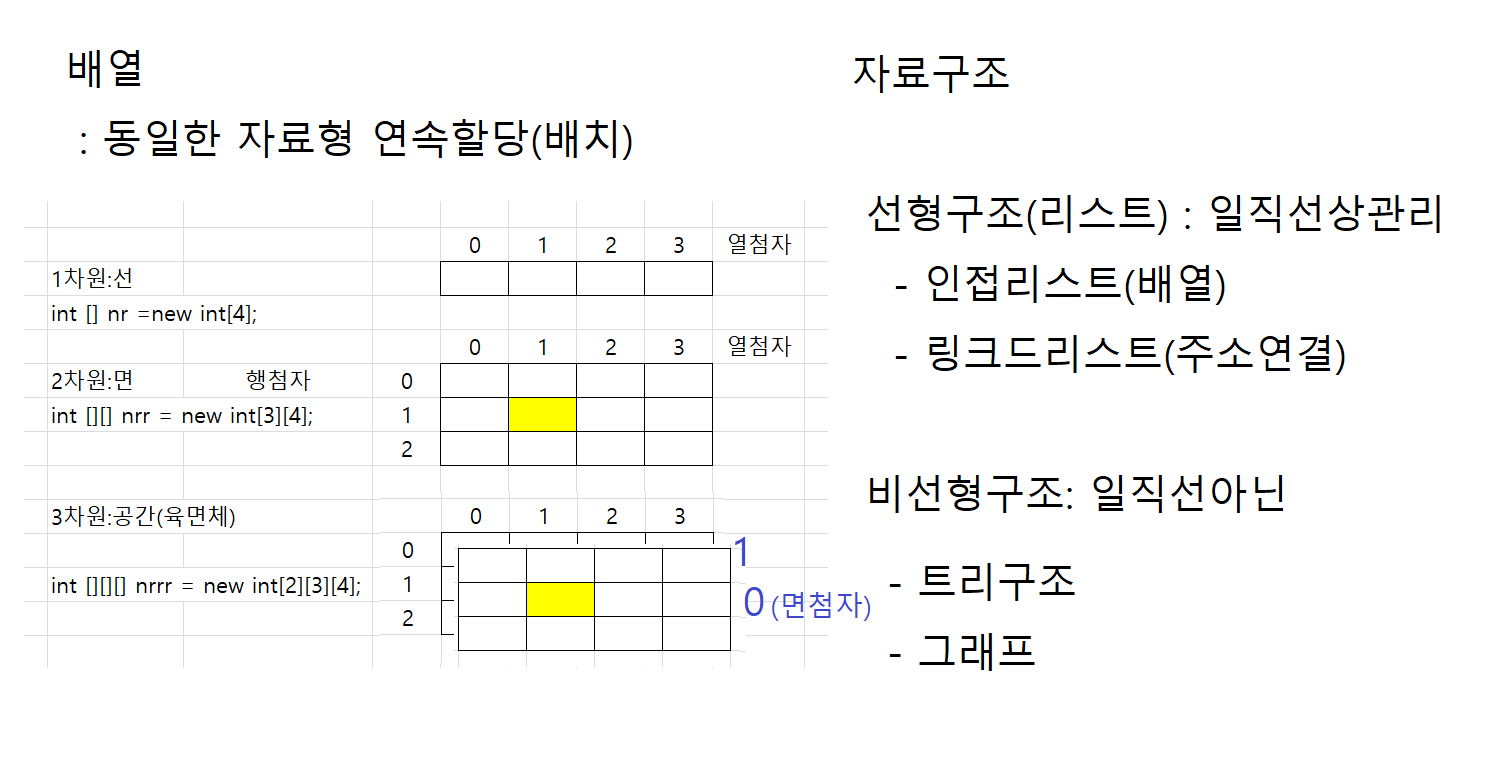 배열
: 동일한 자료형 연속할당(배치)
0 1 2 3 열첨자
1차원:선
int [] nr =new int[4];
0 1 2 3 열첨자
2차원:면 행첨자 0
int [][] nrr = new int[3][4]; 1
2
3차원:공간(육면체) 0 1 2 3
0 1
int [][][] nrrr = new int[2][3][4]; 1
0 (면첨자)
2
자료구조
선형구조(리스트) : 일직선상관리
- 인접리스트(배열)
- 링크드리스트(주소연결)
비선형구조: 일직선아닌
- 트리구조
- 그래프